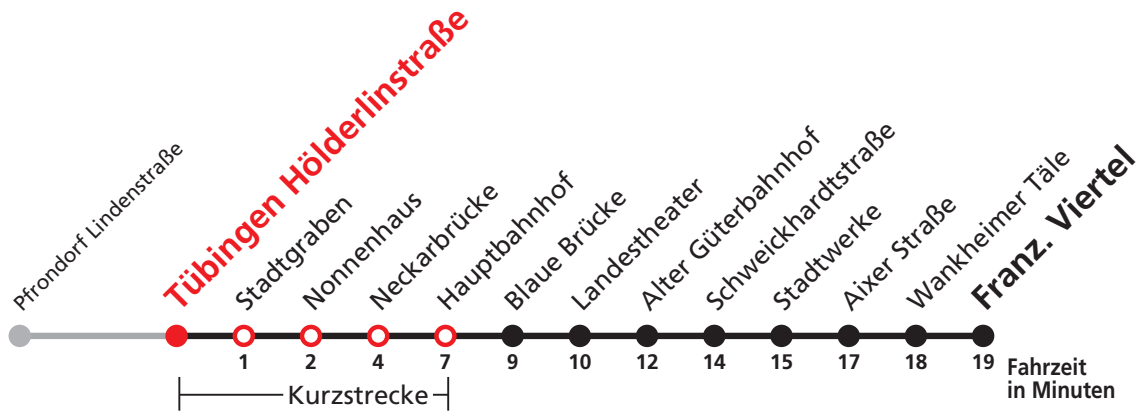 Pfrondorf Lindenstraße
Tübingen Hölderlinstraße
Stadtgraben
Nonnenhaus
Neckarbrücke
Hauptbahnhof
Blaue Brücke
Landestheater
Alter Güterbahnhof
Schweickhardtstraße
Stadtwerke
Aixer Straße
Wankheimer Täle
Franz. Viertel
1 2 4 7 9 10 12 14 15 17 18 19
Fahrzeit
in Minuten
Kurzstrecke